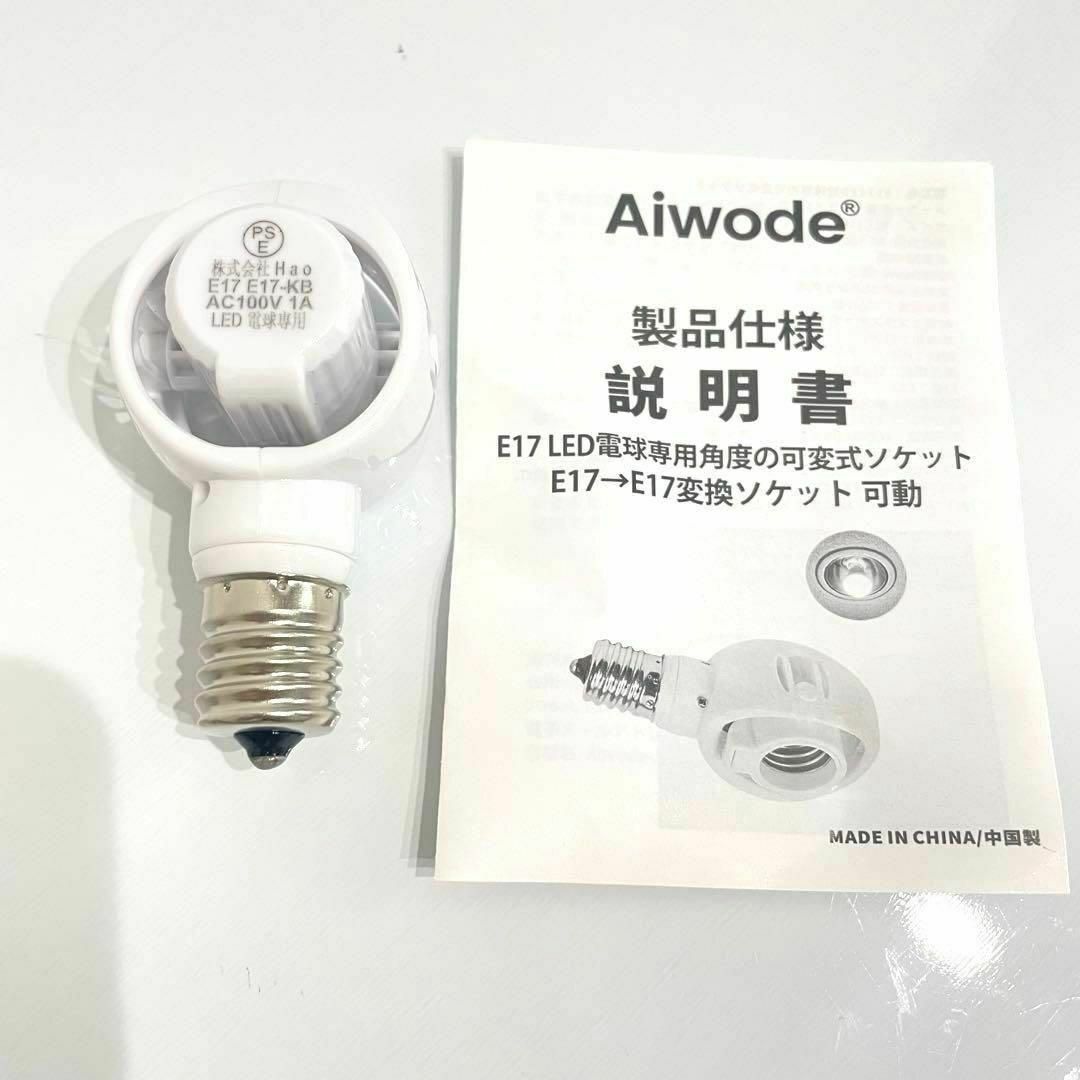 PS
E
株式会社 Hao
E17 E17-KB
AC100V 1A
LED 電球専用
Aiwode®
製品仕様
説明書
E17 LED電球専用角度の可変式ソケット
E17→E17変換ソケット 可動
MADE IN CHINA/中国製